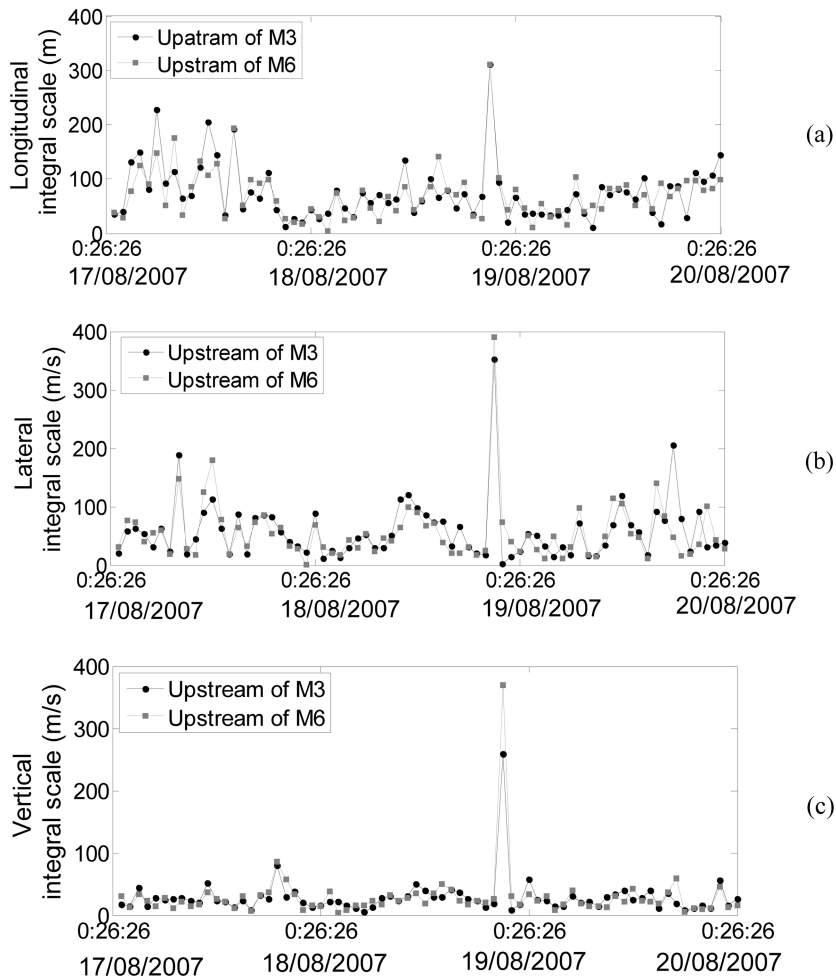 400
300
200
100
0
Longitudinal
integral scale (m)
Upatram of M3
Upstram of M6
(a)
0:26:26 0:26:26 0:26:26 0:26:26
17/08/2007 18/08/2007 19/08/2007 20/08/2007
400
300
200
100
0
Lateral
integral scale (m/s)
Upstream of M3
Upstream of M6
(b)
0:26:26 0:26:26 0:26:26 0:26:26
17/08/2007 18/08/2007 19/08/2007 20/08/2007
400
300
200
100
0
Vertical
integral scale (m/s)
Upstream of M3
Upstream of M6
(c)
0:26:26 0:26:26 0:26:26 0:26:26
17/08/2007 18/08/2007 19/08/2007 20/08/2007